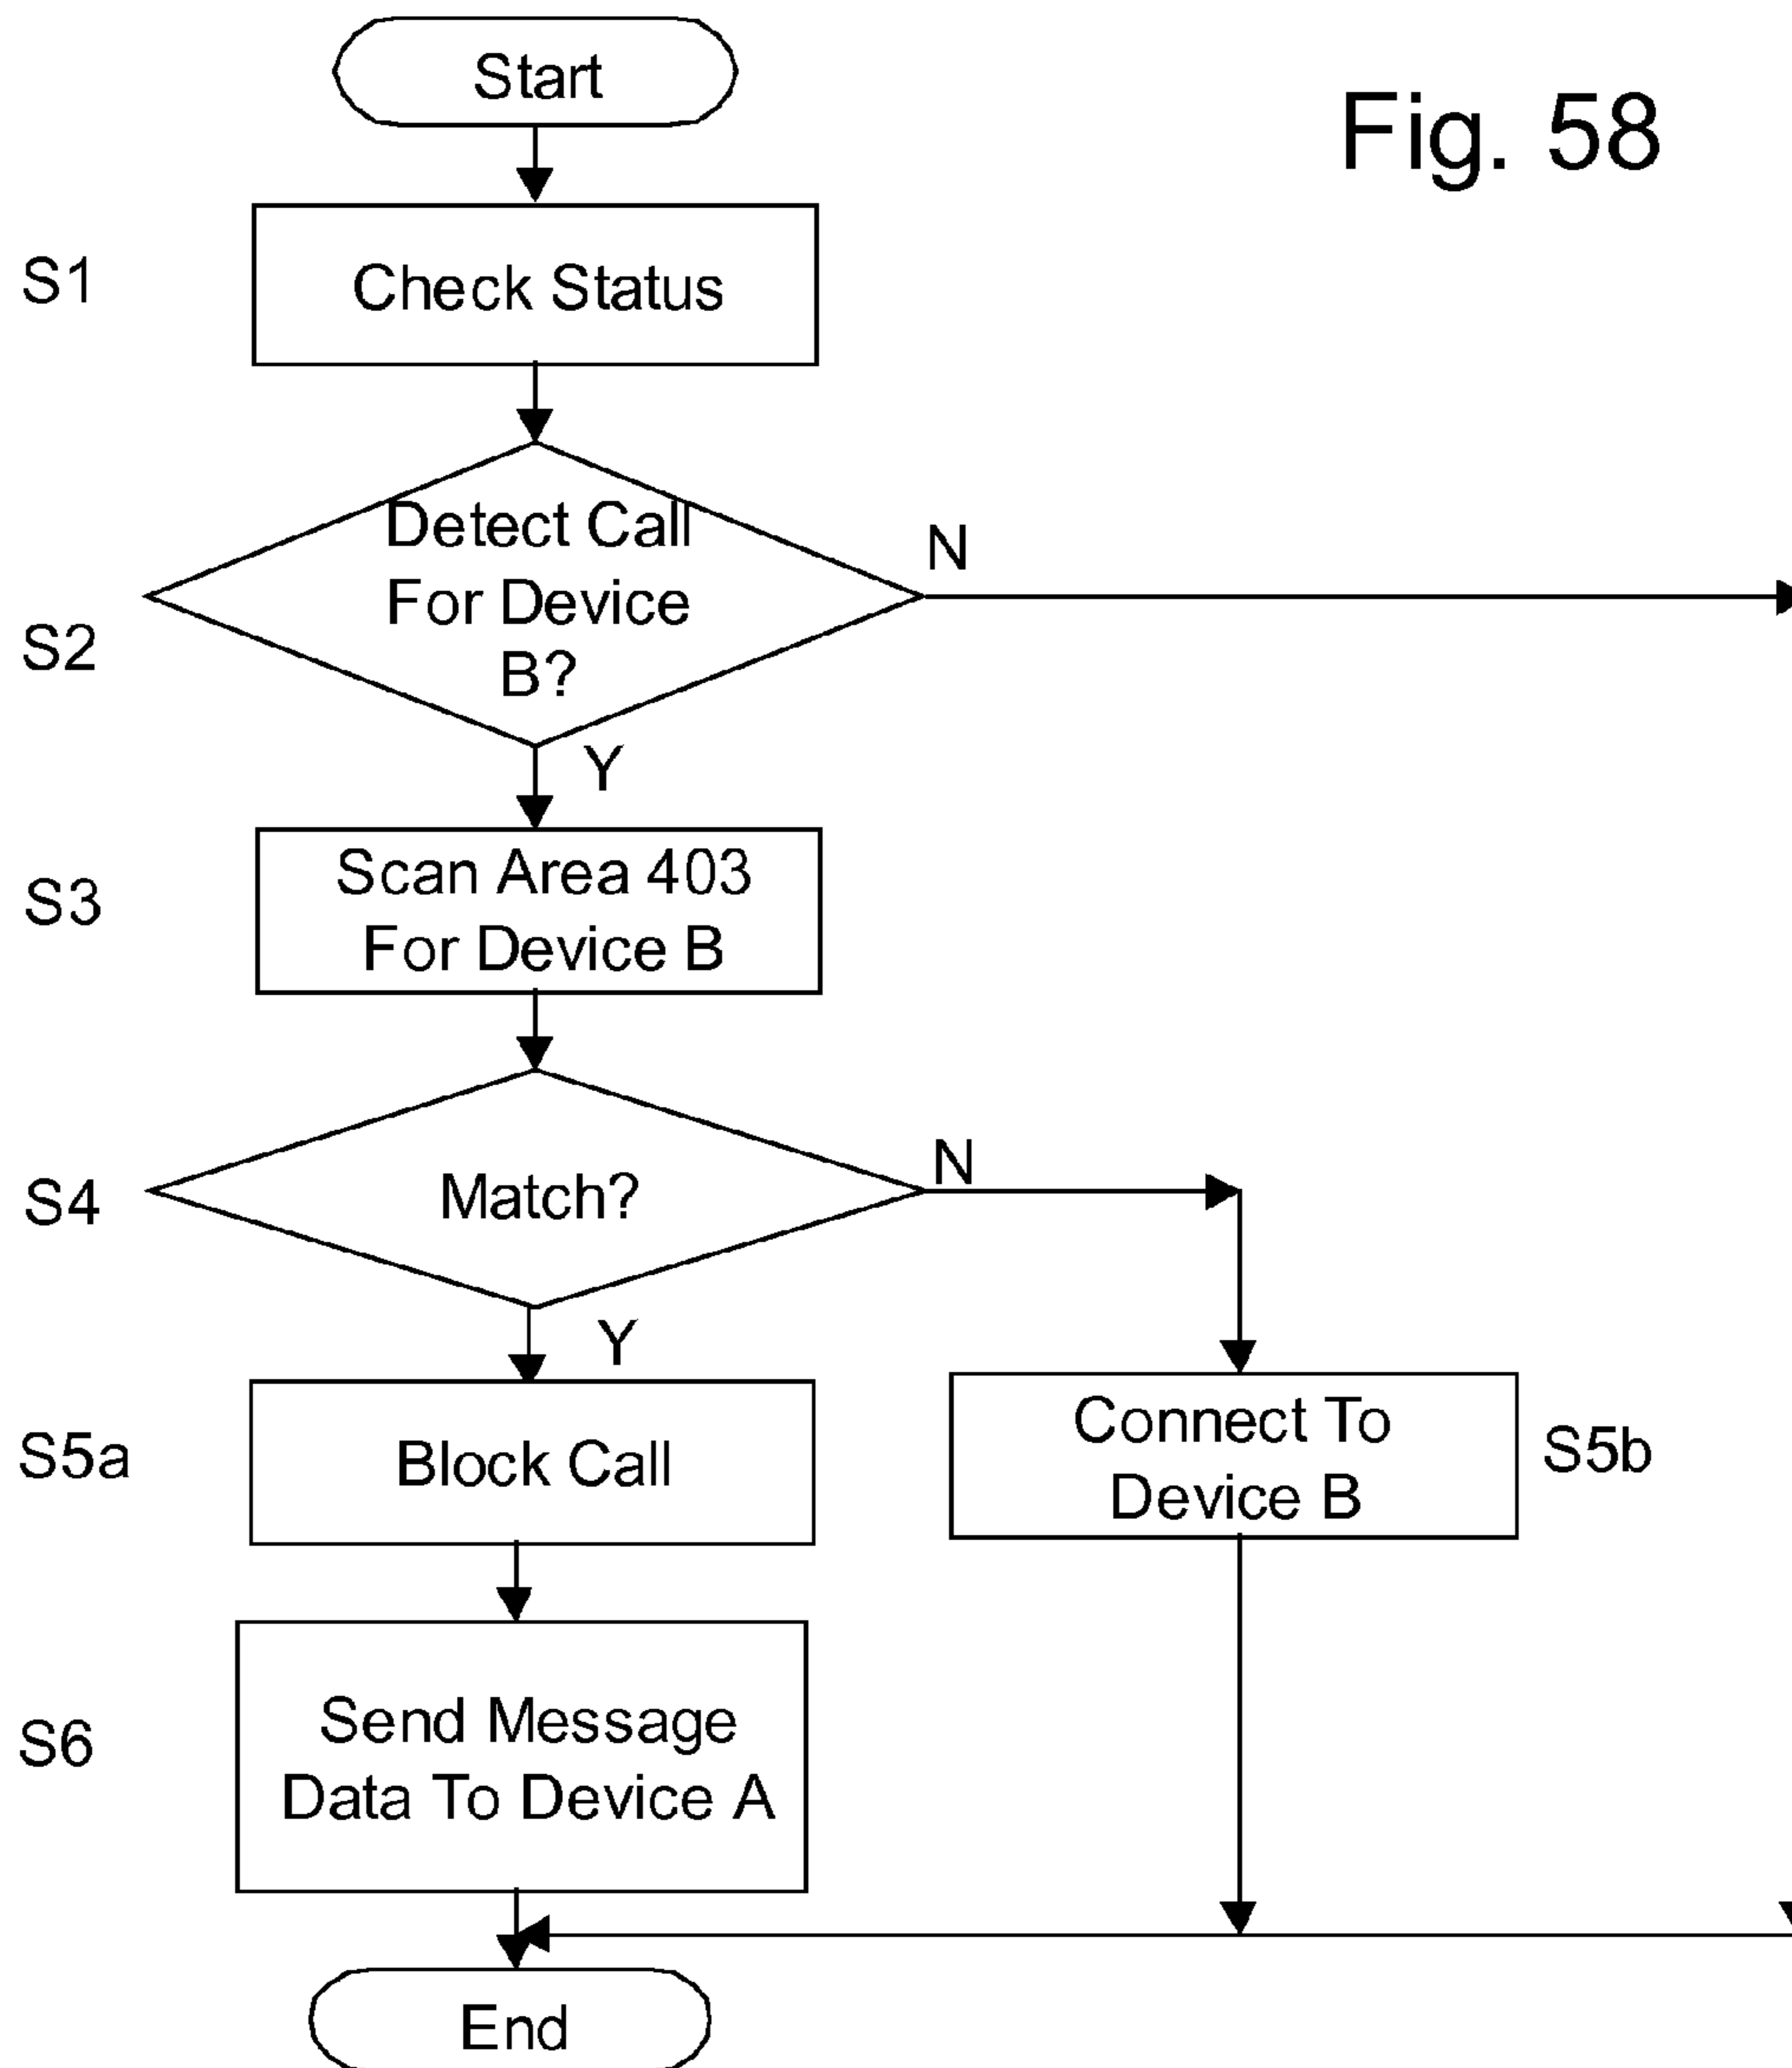 Start
Fig. 58
S1
Check Status
Detect Call
For Device
B?
N
S2
Y
S3
Scan Area 403
For Device B
S4
Match?
N
Y
S5a
Block Call
Connect To
Device B
S5b
S6
Send Message
Data To Device A
End